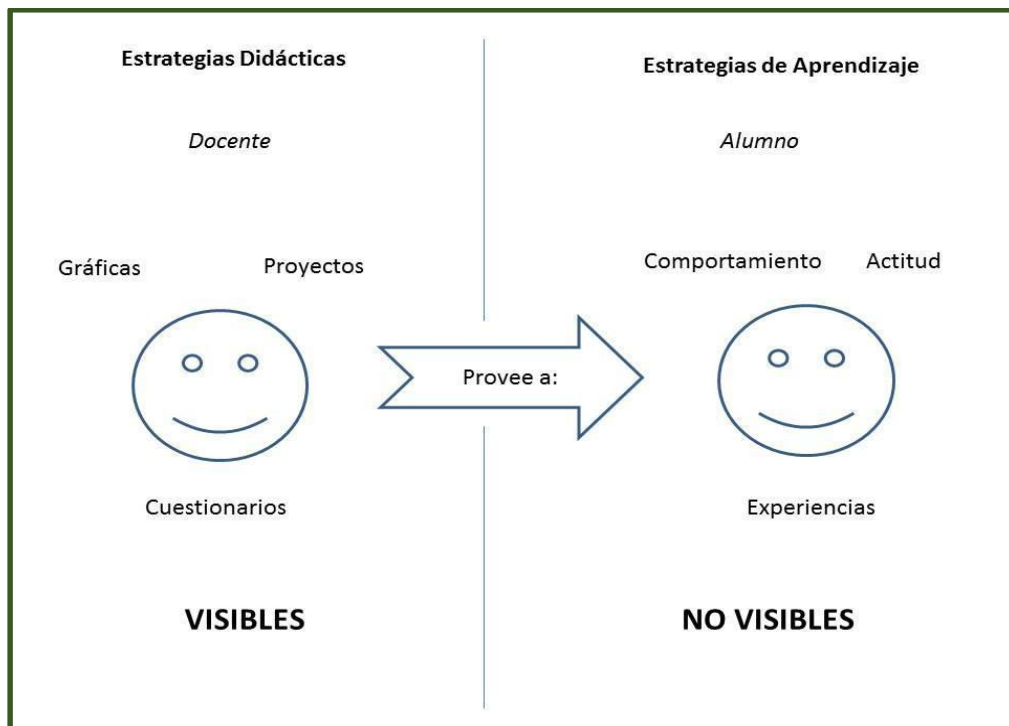 Estrategias Didácticas
Docente
Gráficas
Proyectos
Cuestionarios
VISIBLES
Provee a:
Estrategias de Aprendizaje
Alumno
Comportamiento
Actitud
Experiencias
NO VISIBLES